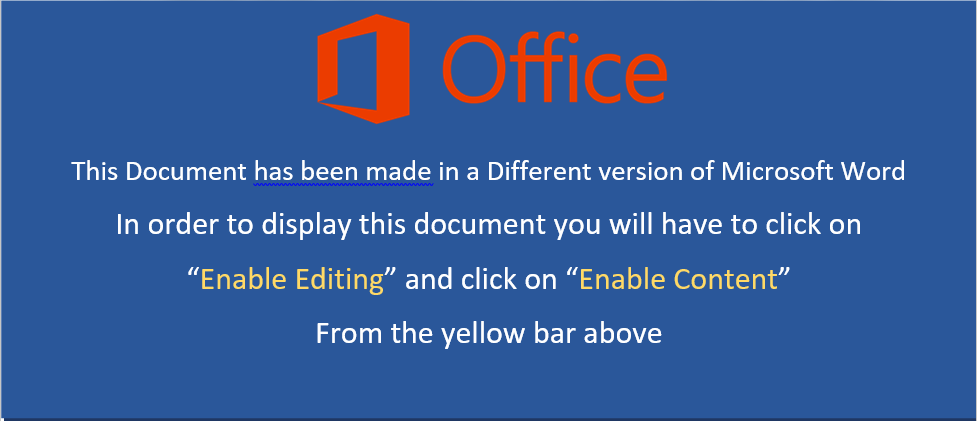 Office
This Document has been made in a Different version of Microsoft Word
In order to display this document you will have to click on
“Enable Editing” and click on “Enable Content”
From the yellow bar above